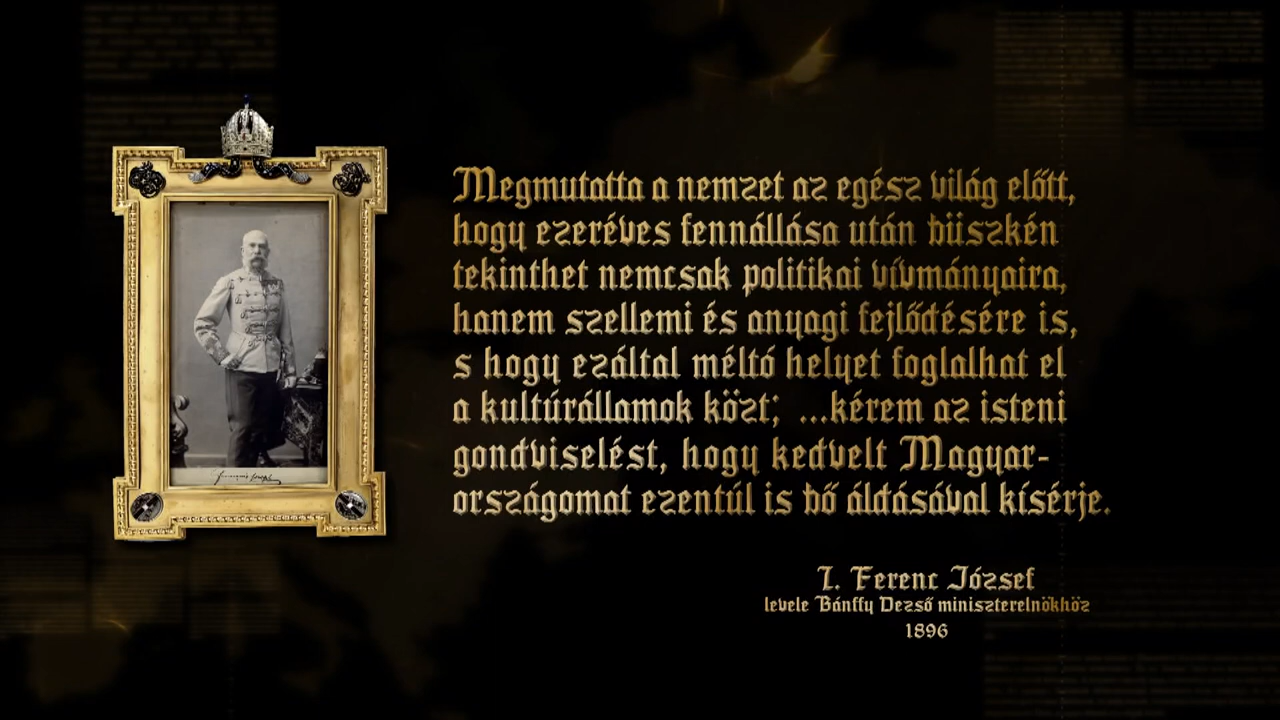 Megmutatta a nemzet az egész világ előtt,
hogy ezeréves fennállása után büszkén
tekinthet nemcsak politikai vívmányaira,
hanem szellemi és anyagi fejlődésére is,
s hogy ezáltal méltó helyet foglalhat el
a kultúrállamok közt; ...kérem az isteni
gondviselést, hogy kedvelt Magyar-
országomat ezentúl is bő áldásával kísérje.
I. Ferenc József
levele Bánffy Dezső miniszterelnökhöz
1896